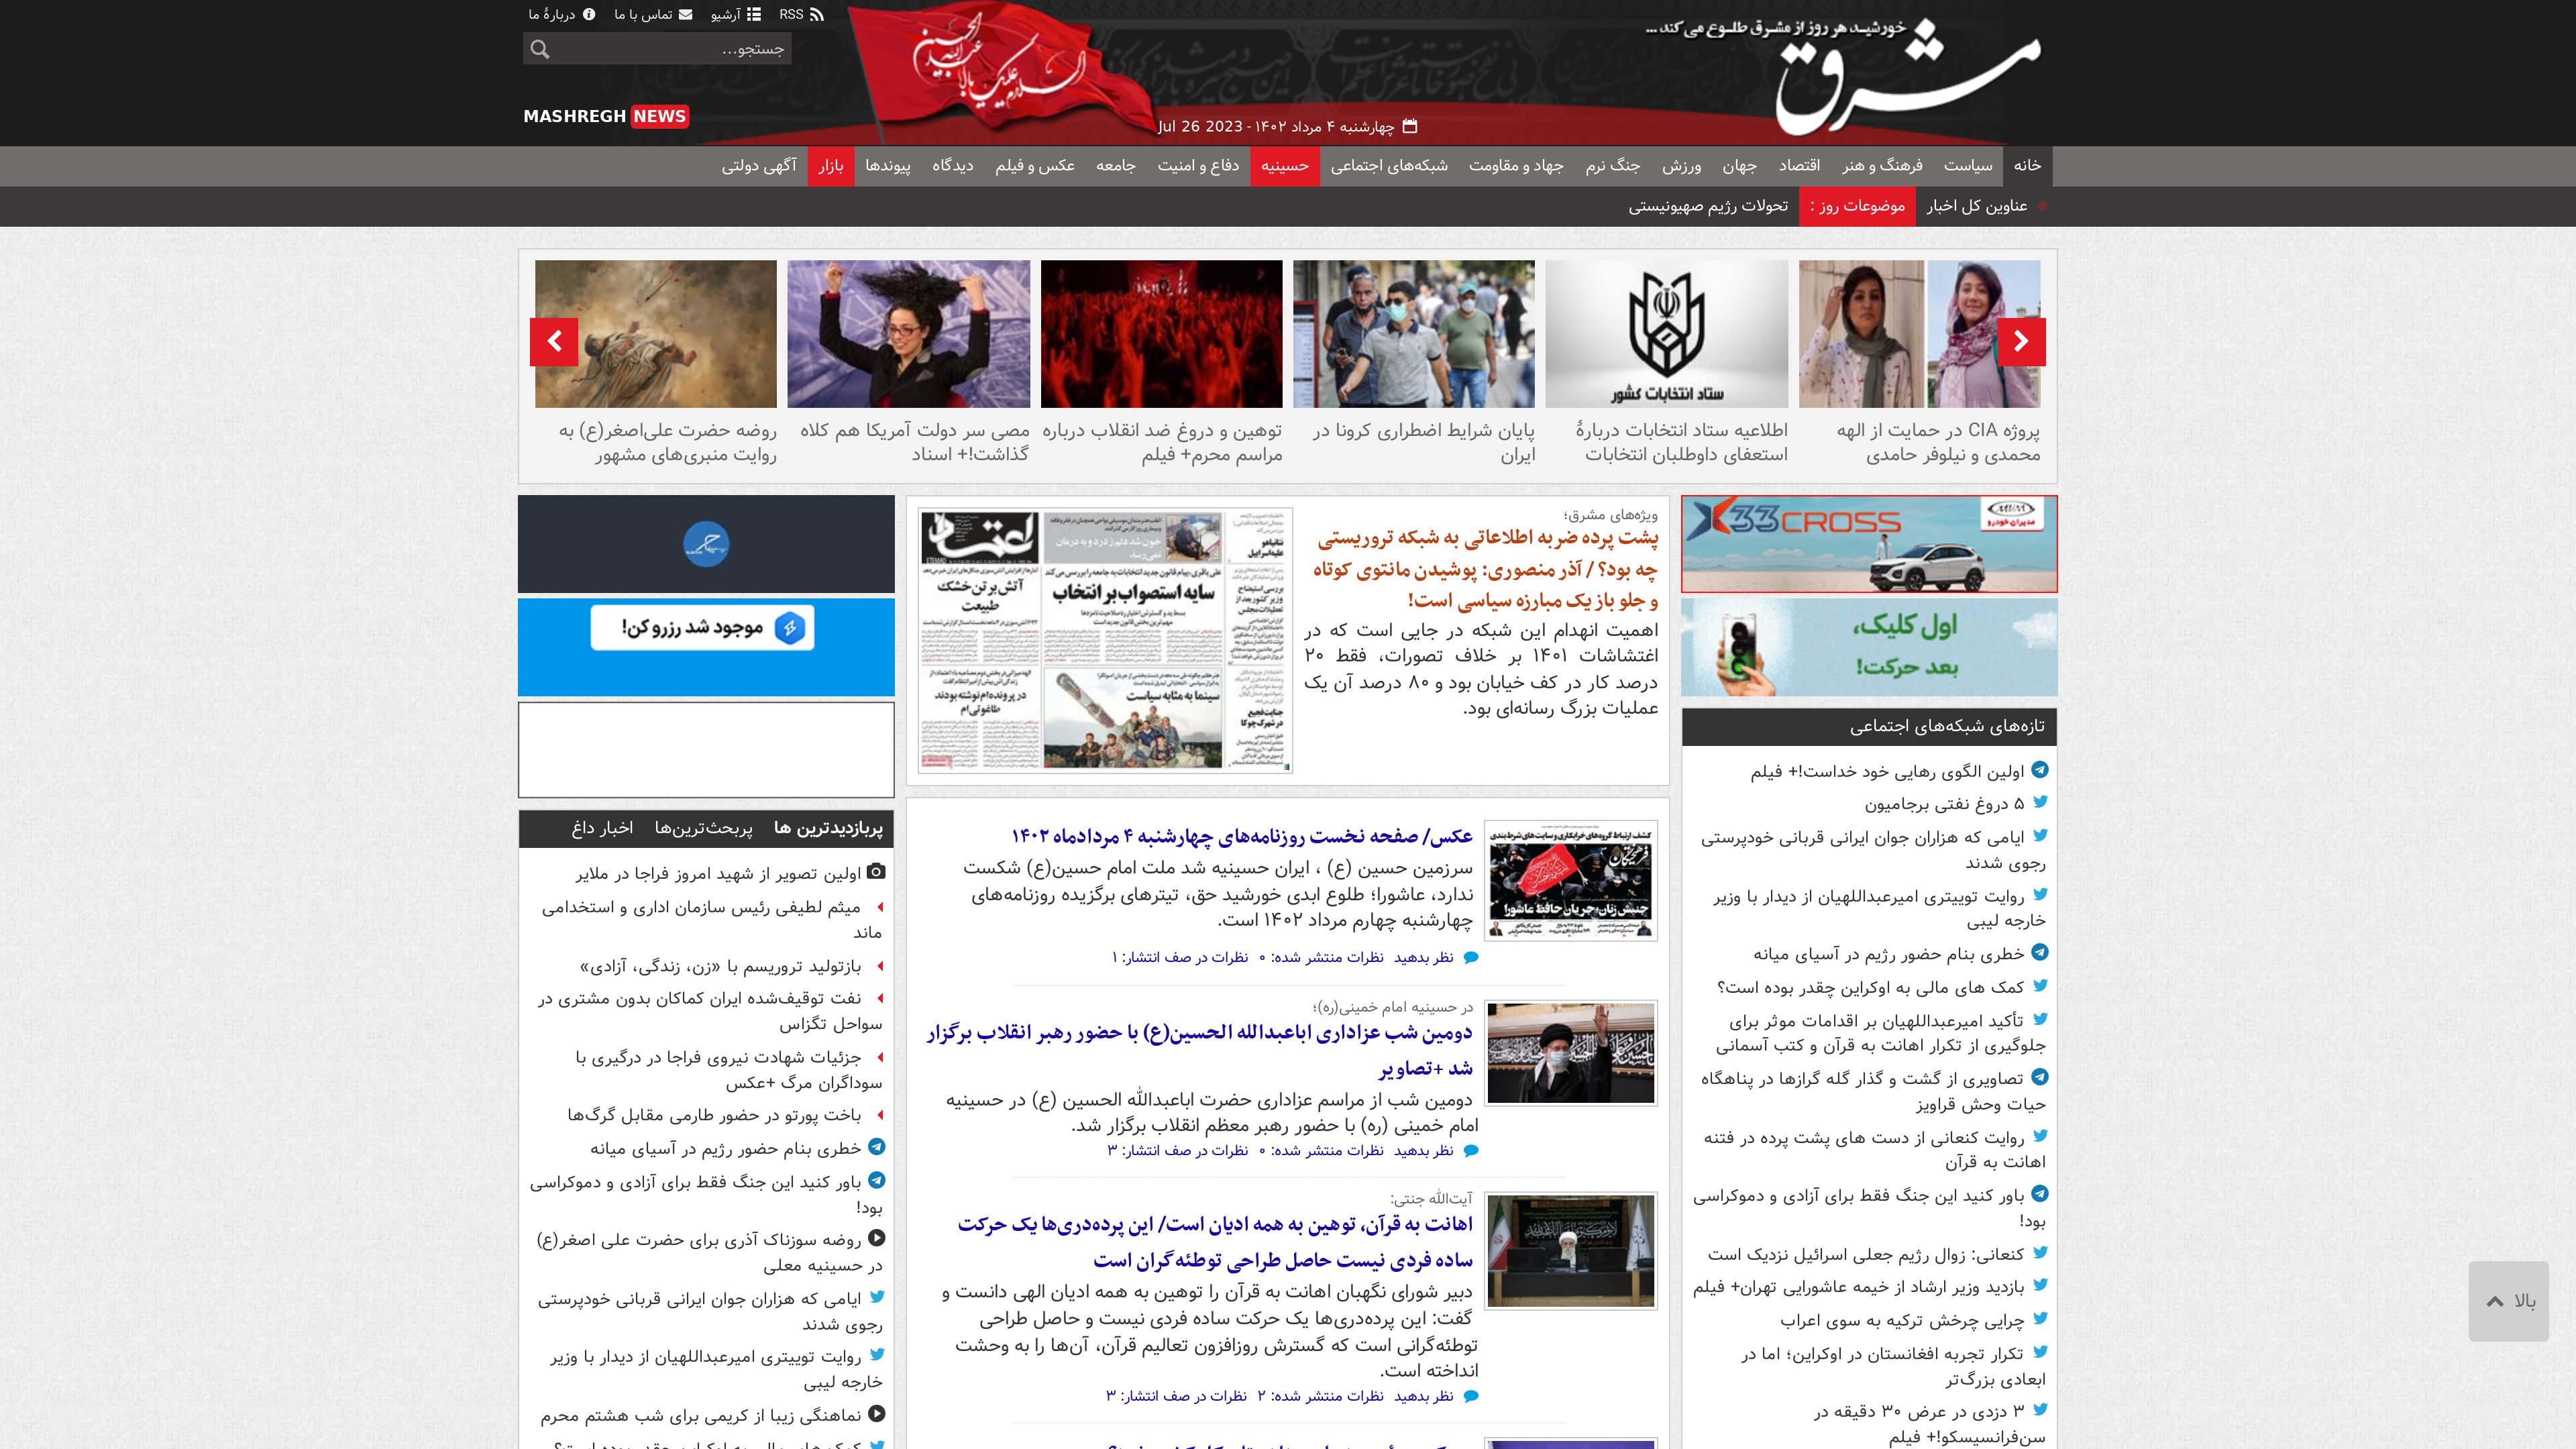 RSS
آرشیو
تماس با ما
دربارهٔ ما
جستجو...
MASHREGH NEWS
خورشید هر روز از مشرق طلوع می کند ...
مشرق
السلام علیک یا اباعبدالله الحسین
چهارشنبه ۴ مرداد ۱۴۰۲ - Jul 26 2023
خانه
سیاست
فرهنگ و هنر
اقتصاد
جهان
ورزش
جنگ نرم
جهاد و مقاومت
شبکه‌های اجتماعی
حسینیه
دفاع و امنیت
جامعه
عکس و فیلم
دیدگاه
پیوندها
بازار
آگهی دولتی
عناوین کل اخبار
موضوعات روز :
تحولات رژیم صهیونیستی
پروژه CIA در حمایت از الهه
محمدی و نیلوفر حامدی
ستاد انتخابات کشور
اطلاعیه ستاد انتخابات دربارهٔ
استعفای داوطلبان انتخابات
پایان شرایط اضطراری کرونا در
ایران
توهین و دروغ ضد انقلاب درباره
مراسم محرم+ فیلم
مصی سر دولت آمریکا هم کلاه
گذاشت!+ اسناد
روضه حضرت علی‌اصغر(ع) به
روایت منبری‌های مشهور
X33CROSS
مدیران خودرو
اول کلیک،
بعد حرکت!
تازه‌های شبکه‌های اجتماعی
اولین الگوی رهایی خود خداست!+ فیلم
۵ دروغ نفتی برجامیون
ایامی که هزاران جوان ایرانی قربانی خودپرستی
رجوی شدند
روایت توییتری امیرعبداللهیان از دیدار با وزیر
خارجه لیبی
خطری بنام حضور رژیم در آسیای میانه
کمک های مالی به اوکراین چقدر بوده است؟
تأکید امیرعبداللهیان بر اقدامات موثر برای
جلوگیری از تکرار اهانت به قرآن و کتب آسمانی
تصاویری از گشت و گذار گله گرازها در پناهگاه
حیات وحش قراویز
روایت کنعانی از دست های پشت پرده در فتنه
اهانت به قرآن
باور کنید این جنگ فقط برای آزادی و دموکراسی
بود!
کنعانی: زوال رژیم جعلی اسرائیل نزدیک است
بازدید وزیر ارشاد از خیمه عاشورایی تهران+ فیلم
چرایی چرخش ترکیه به سوی اعراب
تکرار تجربه افغانستان در اوکراین؛ اما در
ابعادی بزرگ‌تر
۳ دزدی در عرض ۳۰ دقیقه در
سن‌فرانسیسکو!+ فیلم
ویژه‌های مشرق؛
پشت پرده ضربه اطلاعاتی به شبکه تروریستی
چه بود؟ / آذر منصوری: پوشیدن مانتوی کوتاه
و جلو باز یک مبارزه سیاسی است!
اهمیت انهدام این شبکه در جایی است که در
اغتشاشات ۱۴۰۱ بر خلاف تصورات، فقط ۲۰
درصد کار در کف خیابان بود و ۸۰ درصد آن یک
عملیات بزرگ رسانه‌ای بود.
اعتماد
سایه استصواب بر انتخاب
آتش بر تن خشک
طبیعت
سینما به مثابه سیاست
در پرونده‌ام نوشته بودند
طاغوتی‌ام
عکس/ صفحه نخست روزنامه‌های چهارشنبه ۴ مردادماه ۱۴۰۲
سرزمین حسین (ع) ، ایران حسینیه شد ملت امام حسین(ع) شکست
ندارد، عاشورا؛ طلوع ابدی خورشید حق، تیترهای برگزیده روزنامه‌های
چهارشنبه چهارم مرداد ۱۴۰۲ است.
نظر بدهید نظرات منتشر شده: ۰ نظرات در صف انتشار: ۱
کشف ارتباط گروه‌های خرابکاری و سایت‌های شرط‌بندی
فرهیختگان
جنبش زنان، جریان حافظ عاشورا
در حسینیه امام خمینی(ره)؛
دومین شب عزاداری اباعبدالله الحسین(ع) با حضور رهبر انقلاب برگزار
شد +تصاویر
دومین شب از مراسم عزاداری حضرت اباعبدالله الحسین (ع) در حسینیه
امام خمینی (ره) با حضور رهبر معظم انقلاب برگزار شد.
نظر بدهید نظرات منتشر شده: ۰ نظرات در صف انتشار: ۳
آیت‌الله جنتی:
اهانت به قرآن، توهین به همه ادیان است/ این پرده‌دری‌ها یک حرکت
ساده فردی نیست حاصل طراحی توطئه‌گران است
دبیر شورای نگهبان اهانت به قرآن را توهین به همه ادیان الهی دانست و
گفت: این پرده‌دری‌ها یک حرکت ساده فردی نیست و حاصل طراحی
توطئه‌گرانی است که گسترش روزافزون تعالیم قرآن، آن‌ها را به وحشت
انداخته است.
نظر بدهید نظرات منتشر شده: ۲ نظرات در صف انتشار: ۳
موجود شد رزرو کن!
پربازدیدترین ها
پربحث‌ترین‌ها
اخبار داغ
اولین تصویر از شهید امروز فراجا در ملایر
میثم لطیفی رئیس سازمان اداری و استخدامی
ماند
بازتولید تروریسم با «زن، زندگی، آزادی»
نفت توقیف‌شده ایران کماکان بدون مشتری در
سواحل تگزاس
جزئیات شهادت نیروی فراجا در درگیری با
سوداگران مرگ +عکس
باخت پورتو در حضور طارمی مقابل گرگ‌ها
خطری بنام حضور رژیم در آسیای میانه
باور کنید این جنگ فقط برای آزادی و دموکراسی
بود!
روضه سوزناک آذری برای حضرت علی اصغر(ع)
در حسینیه معلی
ایامی که هزاران جوان ایرانی قربانی خودپرستی
رجوی شدند
روایت توییتری امیرعبداللهیان از دیدار با وزیر
خارجه لیبی
نماهنگی زیبا از کریمی برای شب هشتم محرم
بالا